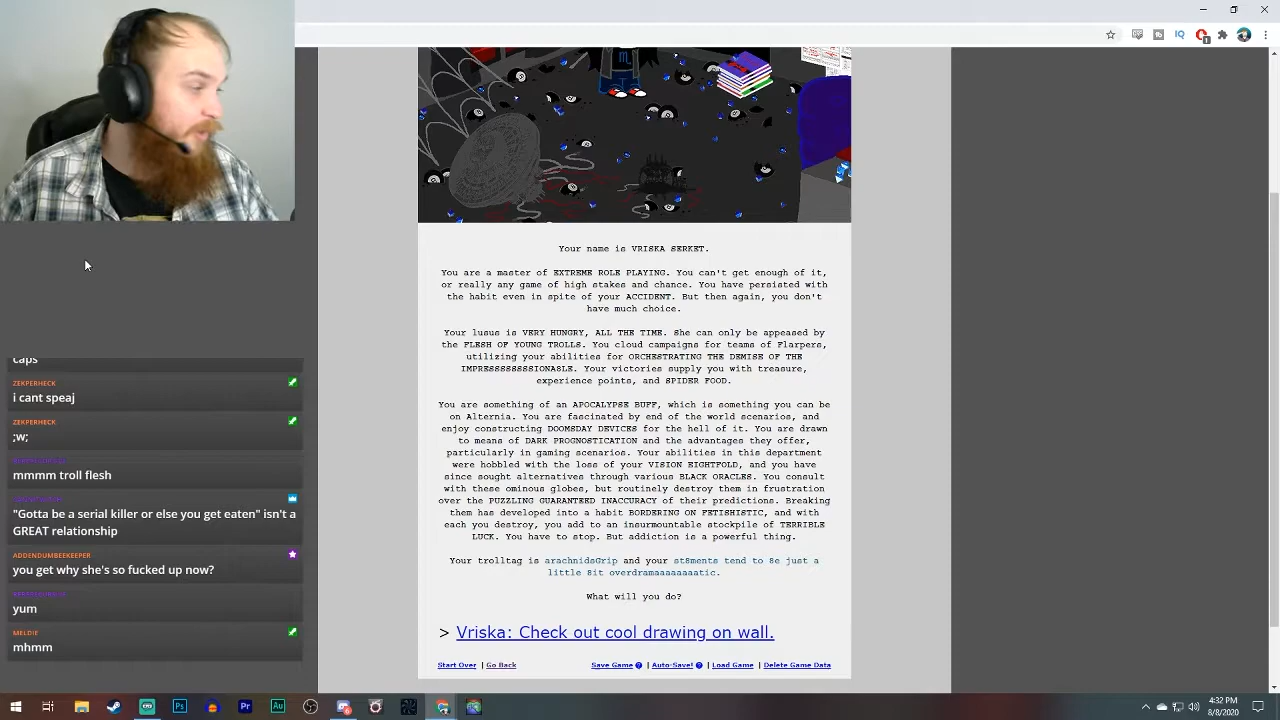 Your name is VRISKA SERKET.
You are a master of EXTREME ROLE PLAYING. You can't get enough of it,
or really any game of high stakes and chance. You have persisted with
the habit even in spite of your ACCIDENT. But then again, you don't
have much choice.
Your lusus is VERY HUNGRY, ALL THE TIME. She can only be appeased by
the FLESH OF YOUNG TROLLS. You cloud campaigns for teams of Flarpers,
utilizing your abilities for ORCHESTRATING THE DEMISE OF THE
IMPRESSSSSSSSIONA8LE. Your victories supply you with treasure,
experience points, and SPIDER FOOD.
You are something of an APOCALYPSE BUFF, which is something you can be
on Alternia. You are fascinated by end of the world scenarios, and
enjoy constructing DOOMSDAY DEVICES for the hell of it. You are drawn
to means of DARK PROGNOSTICATION and the advantages they offer,
particularly in gaming scenarios. Your abilities in this department
were hobbled with the loss of your VISION EIGHTFOLD, and you have
since sought alternatives through various BLACK ORACLES. You consult
with these ominous globes, but routinely destroy them in frustration
over the PUZZLING GUARANTEED INACCURACY of their predictions. Breaking
them has developed into a habit BORDERING ON FETISHISTIC, and with
each you destroy, you add to an insurmountable stockpile of TERRIBLE
LUCK. You have to stop. But addiction is a powerful thing.
Your trolltag is arachnidsGrip and your st8ments tend to 8e just a
little 8it overdramaaaaaaaatic.
What will you do?
> Vriska: Check out cool drawing on wall.
Start Over | Go Back
Save Game ? | Auto-Save! ? | Load Game | Delete Game Data
caps
ZEKPERHECK
i cant speaj
ZEKPERHECK
;w;
mmmm troll flesh
"Gotta be a serial killer or else you get eaten" isn't a
GREAT relationship
ADDENDUMBEEKEEPER
you get why she's so fucked up now?
yum
MELDIE
mhmm
IQ
1
Ps
Pr
Au
4:32 PM
8/8/2020